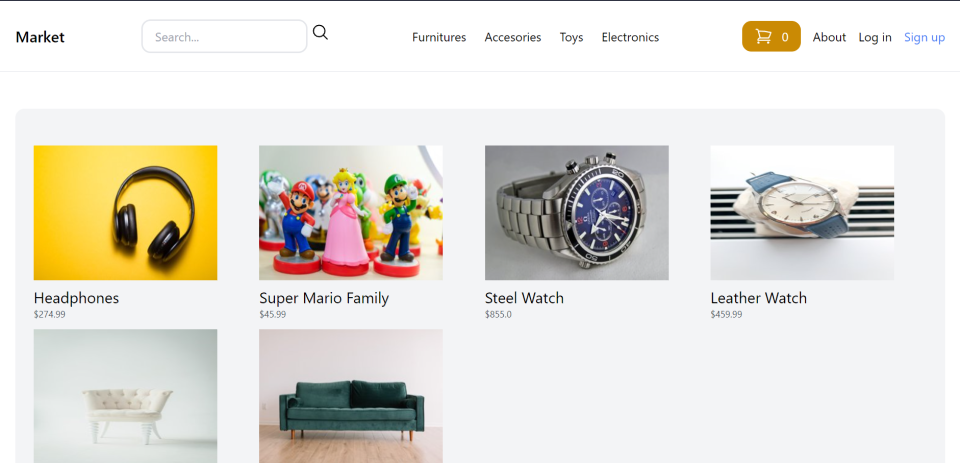 Market
Search...
Furnitures Accesories Toys Electronics
0
About Log in Sign up
Headphones
$274.99
Super Mario Family
$45.99
Steel Watch
$855.0
Leather Watch
$459.99